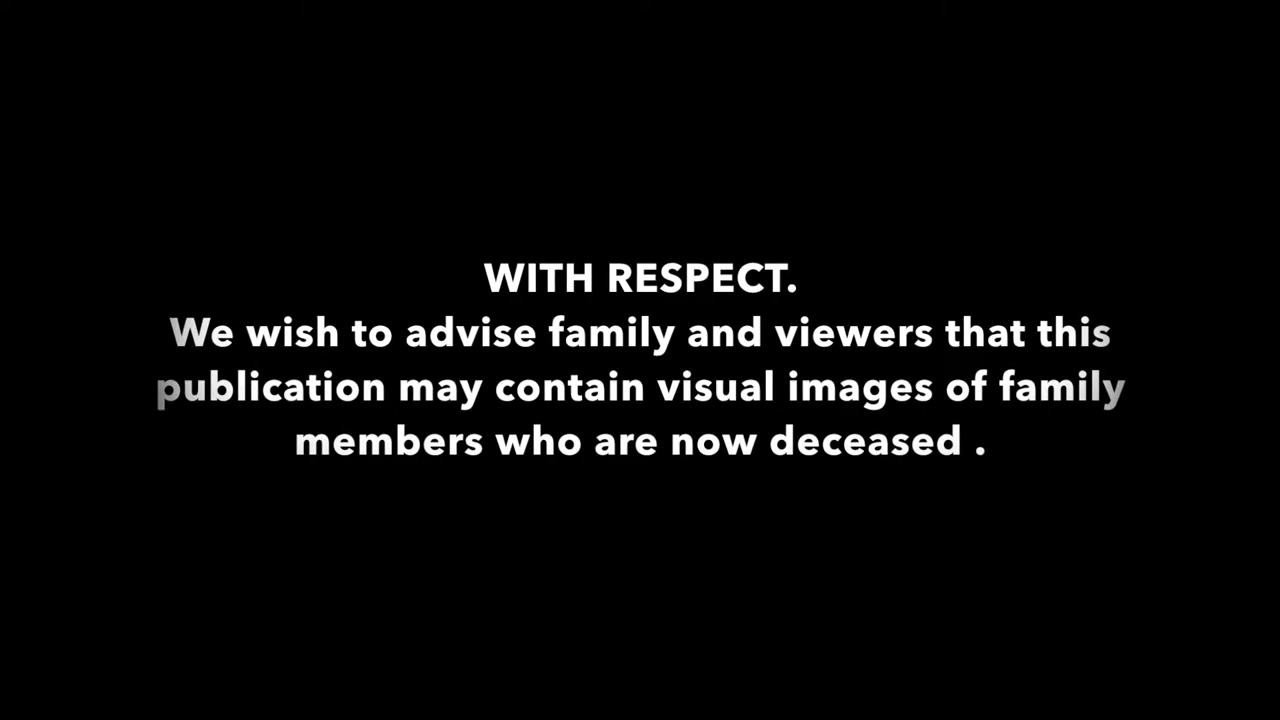 WITH RESPECT.
We wish to advise family and viewers that this
publication may contain visual images of family
members who are now deceased .